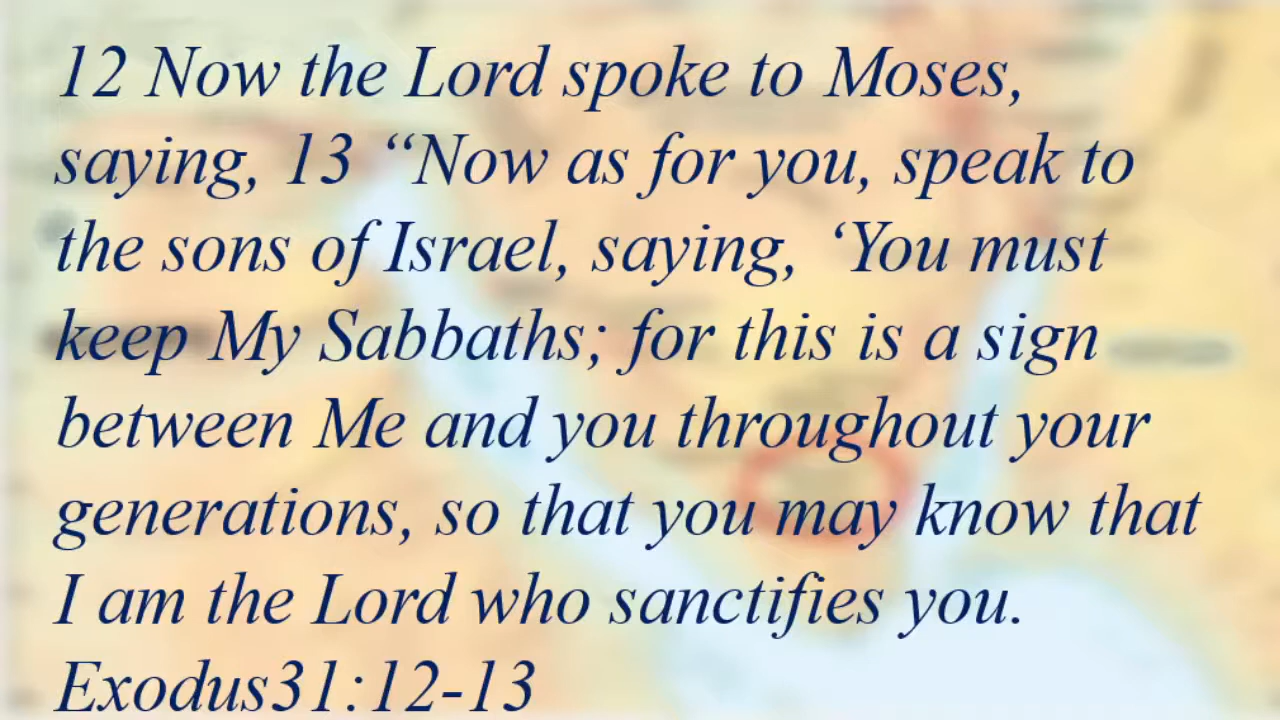 12 Now the Lord spoke to Moses,
saying, 13 “Now as for you, speak to
the sons of Israel, saying, ‘You must
keep My Sabbaths; for this is a sign
between Me and you throughout your
generations, so that you may know that
I am the Lord who sanctifies you.
Exodus31:12-13